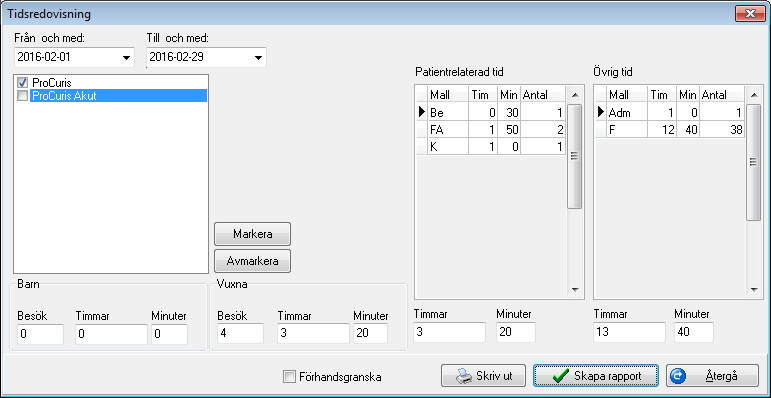 Tidsredovisning
Från och med:
Till och med:
2016-02-01
2016-02-29
ProCuris
ProCuris Akut
Markera
Avmarkera
Patientrelaterad tid
Mall Tim Min Antal
Be 0 30 1
FA 1 50 2
K 1 0 1
Övrig tid
Mall Tim Min Antal
Adm 1 0 1
F 12 40 38
Barn
Besök Timmar Minuter
0 0 0
Vuxna
Besök Timmar Minuter
4 3 20
Timmar Minuter
3 20
Timmar Minuter
13 40
Förhandsgranska
Skriv ut
Skapa rapport
Återgå